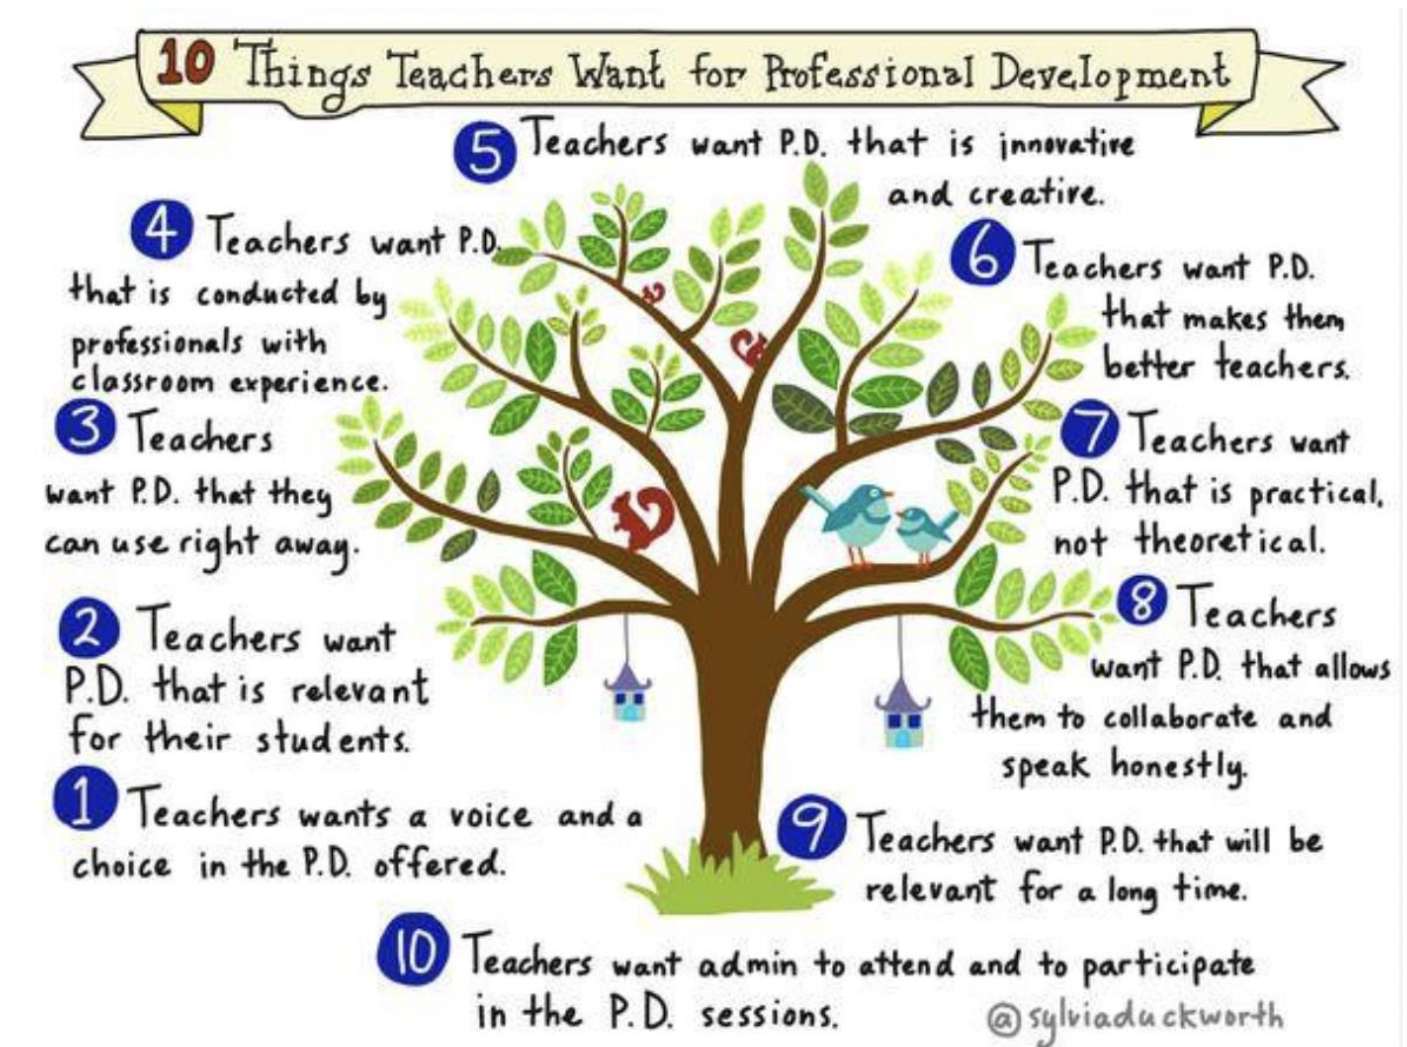 10 Things Teachers Want for Professional Development
5 Teachers want P.D. that is innovative
and creative.
4 Teachers want P.D.
that is conducted by
professionals with
classroom experience.
6 Teachers want P.D.
that makes them
better teachers.
3 Teachers
want P.D. that they
can use right away.
7 Teachers want
P.D. that is practical,
not theoretical.
2 Teachers want
P.D. that is relevant
for their students.
8 Teachers
want P.D. that allows
them to collaborate and
speak honestly.
1 Teachers wants a voice and a
choice in the P.D. offered.
9 Teachers want P.D. that will be
relevant for a long time.
10 Teachers want admin to attend and to participate
in the P.D. sessions.
@sylviaduckworth